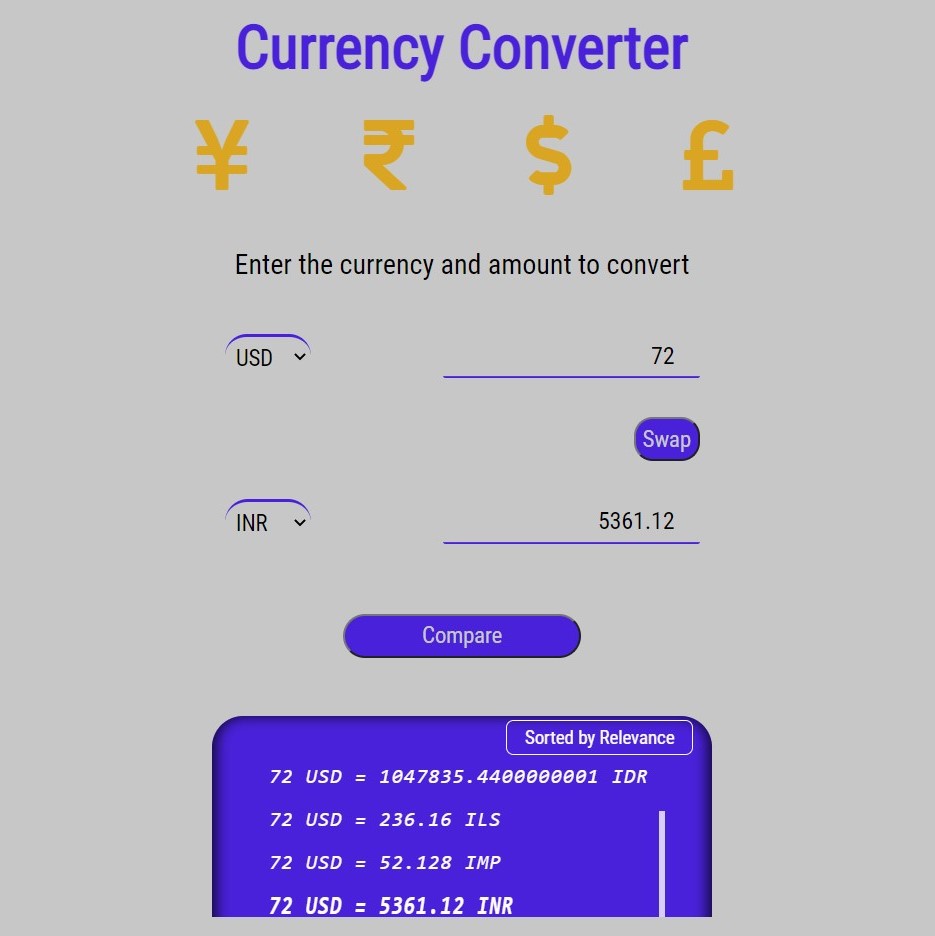 Currency Converter
¥ ₹ $ £
Enter the currency and amount to convert
USD 72
Swap
INR 5361.12
Compare
Sorted by Relevance
72 USD = 1047835.4400000001 IDR
72 USD = 236.16 ILS
72 USD = 52.128 IMP
72 USD = 5361.12 INR